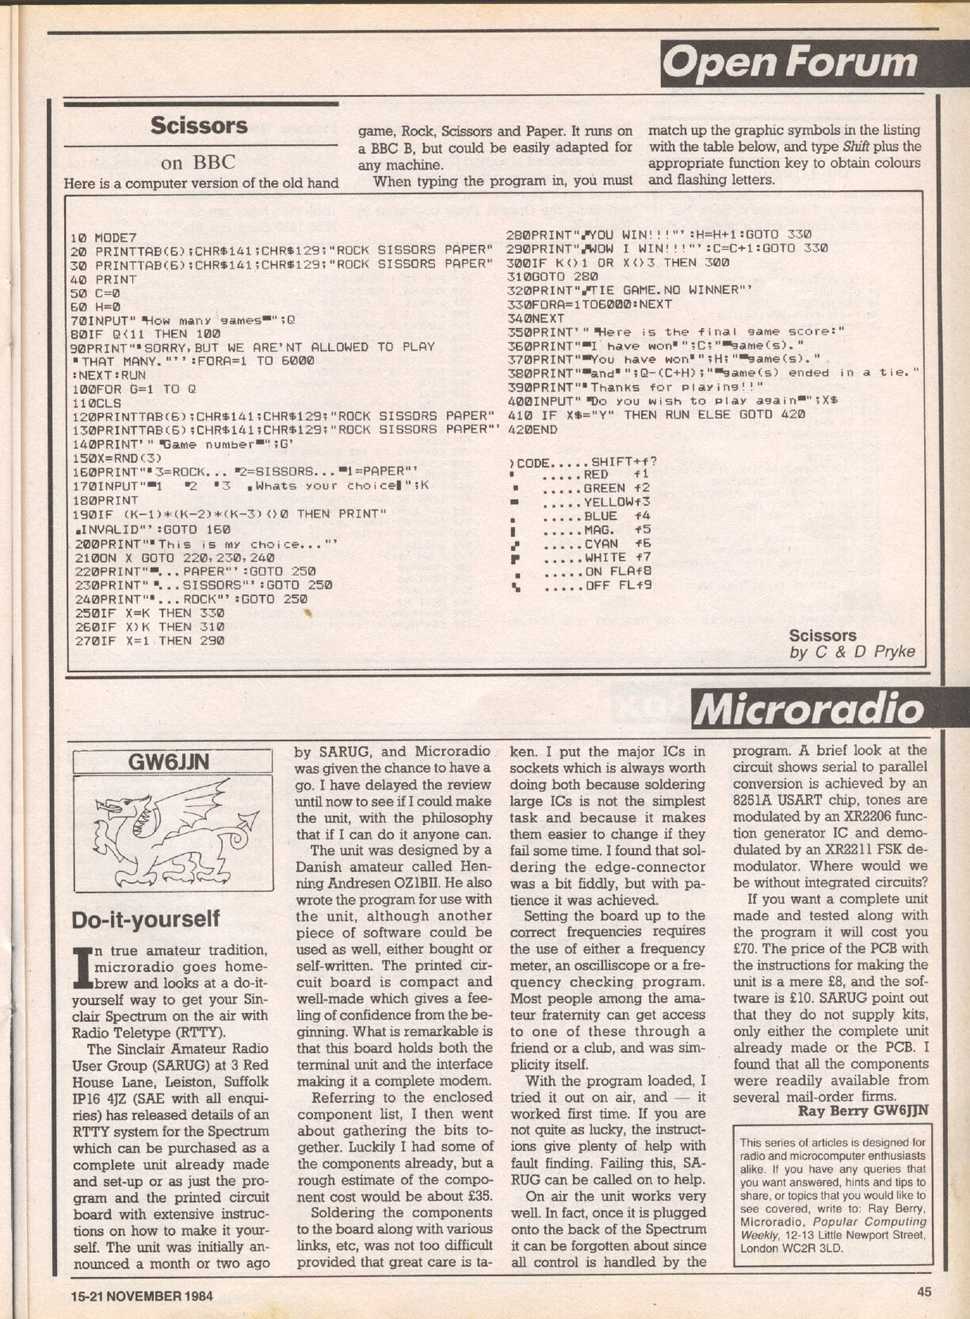 Open Forum
Scissors
on BBC
Here is a computer version of the old hand
game, Rock, Scissors and Paper. It runs on
a BBC B, but could be easily adapted for
any machine.
When typing the program in, you must
match up the graphic symbols in the listing
with the table below, and type Shift plus the
appropriate function key to obtain colours
and flashing letters.
10 MODE7
20 PRINTTAB(6);CHR$141;CHR$129;"ROCK SISSORS PAPER"
30 PRINTTAB(6);CHR$141;CHR$129;"ROCK SISSORS PAPER"
40 PRINT
50 C=0
60 H=0
70INPUT" How many games";Q
80IF Q<11 THEN 100
90PRINT"SORRY,BUT WE ARE'NT ALLOWED TO PLAY
THAT MANY."'':FORA=1 TO 6000
:NEXT:RUN
100FOR G=1 TO Q
110CLS
120PRINTTAB(6);CHR$141;CHR$129;"ROCK SISSORS PAPER"
130PRINTTAB(6);CHR$141;CHR$129;"ROCK SISSORS PAPER"'
140PRINT'" Game number";G'
150X=RND(3)
160PRINT"3=ROCK... 2=SISSORS...1=PAPER"'
170INPUT"1 2 3 Whats your choice";K
180PRINT
190IF (K-1)*(K-2)*(K-3)<>0 THEN PRINT"
INVALID"':GOTO 160
200PRINT"This is my choice..."'
210ON X GOTO 220,230,240
220PRINT"... PAPER"':GOTO 250
230PRINT" ...SISSORS"':GOTO 250
240PRINT"... ROCK"':GOTO 250
250IF X=K THEN 330
260IF X>K THEN 310
270IF X=1 THEN 290
280PRINT"YOU WIN!!!"':H=H+1:GOTO 330
290PRINT"WOW I WIN!!!"':C=C+1:GOTO 330
300IF K<>1 OR X<>3 THEN 300
310GOTO 280
320PRINT"TIE GAME.NO WINNER"'
330FORA=1TO6000:NEXT
340NEXT
350PRINT'" Here is the final game score:"
360PRINT"I have won";C;"game(s)."
370PRINT"You have won";H;"game(s)."
380PRINT"and";Q-(C+H);"game(s) ended in a tie."
390PRINT"Thanks for playing!!"
400INPUT" Do you wish to play again";X$
410 IF X$="Y" THEN RUN ELSE GOTO 420
420END
>CODE.....SHIFT+f?
.....RED f1
.....GREEN f2
.....YELLOWf3
.....BLUE f4
.....MAG. f5
.....CYAN f6
.....WHITE f7
.....ON FLAf8
.....OFF FLf9
Scissors
by C & D Pryke
Microradio
GW6JJN
Do-it-yourself
In true amateur tradition,
microradio goes home-
brew and looks at a do-it-
yourself way to get your Sin-
clair Spectrum on the air with
Radio Teletype (RTTY).
The Sinclair Amateur Radio
User Group (SARUG) at 3 Red
House Lane, Leiston, Suffolk
IP16 4JZ (SAE with all enqui-
ries) has released details of an
RTTY system for the Spectrum
which can be purchased as a
complete unit already made
and set-up or as just the pro-
gram and the printed circuit
board with extensive instruc-
tions on how to make it your-
self. The unit was initially an-
nounced a month or two ago
by SARUG, and Microradio
was given the chance to have a
go. I have delayed the review
until now to see if I could make
the unit, with the philosophy
that if I can do it anyone can.
The unit was designed by a
Danish amateur called Hen-
ning Andresen OZ1BII. He also
wrote the program for use with
the unit, although another
piece of software could be
used as well, either bought or
self-written. The printed cir-
cuit board is compact and
well-made which gives a fee-
ling of confidence from the be-
ginning. What is remarkable is
that this board holds both the
terminal unit and the interface
making it a complete modem.
Referring to the enclosed
component list, I then went
about gathering the bits to-
gether. Luckily I had some of
the components already, but a
rough estimate of the compo-
nent cost would be about £35.
Soldering the components
to the board along with various
links, etc, was not too difficult
provided that great care is ta-
ken. I put the major ICs in
sockets which is always worth
doing both because soldering
large ICs is not the simplest
task and because it makes
them easier to change if they
fail some time. I found that sol-
dering the edge-connector
was a bit fiddly, but with pa-
tience it was achieved.
Setting the board up to the
correct frequencies requires
the use of either a frequency
meter, an oscilliscope or a fre-
quency checking program.
Most people among the ama-
teur fraternity can get access
to one of these through a
friend or a club, and was sim-
plicity itself.
With the program loaded, I
tried it out on air, and — it
worked first time. If you are
not quite as lucky, the instruct-
ions give plenty of help with
fault finding. Failing this, SA-
RUG can be called on to help.
On air the unit works very
well. In fact, once it is plugged
onto the back of the Spectrum
it can be forgotten about since
all control is handled by the
program. A brief look at the
circuit shows serial to parallel
conversion is achieved by an
8251A USART chip, tones are
modulated by an XR2206 func-
tion generator IC and demo-
dulated by an XR2211 FSK de-
modulator. Where would we
be without integrated circuits?
If you want a complete unit
made and tested along with
the program it will cost you
£70. The price of the PCB with
the instructions for making the
unit is a mere £8, and the sof-
tware is £10. SARUG point out
that they do not supply kits,
only either the complete unit
already made or the PCB. I
found that all the components
were readily available from
several mail-order firms.
Ray Berry GW6JJN
This series of articles is designed for
radio and microcomputer enthusiasts
alike. If you have any queries that
you want answered, hints and tips to
share, or topics that you would like to
see covered, write to: Ray Berry,
Microradio, Popular Computing
Weekly, 12-13 Little Newport Street,
London WC2R 3LD.
15-21 NOVEMBER 1984
45